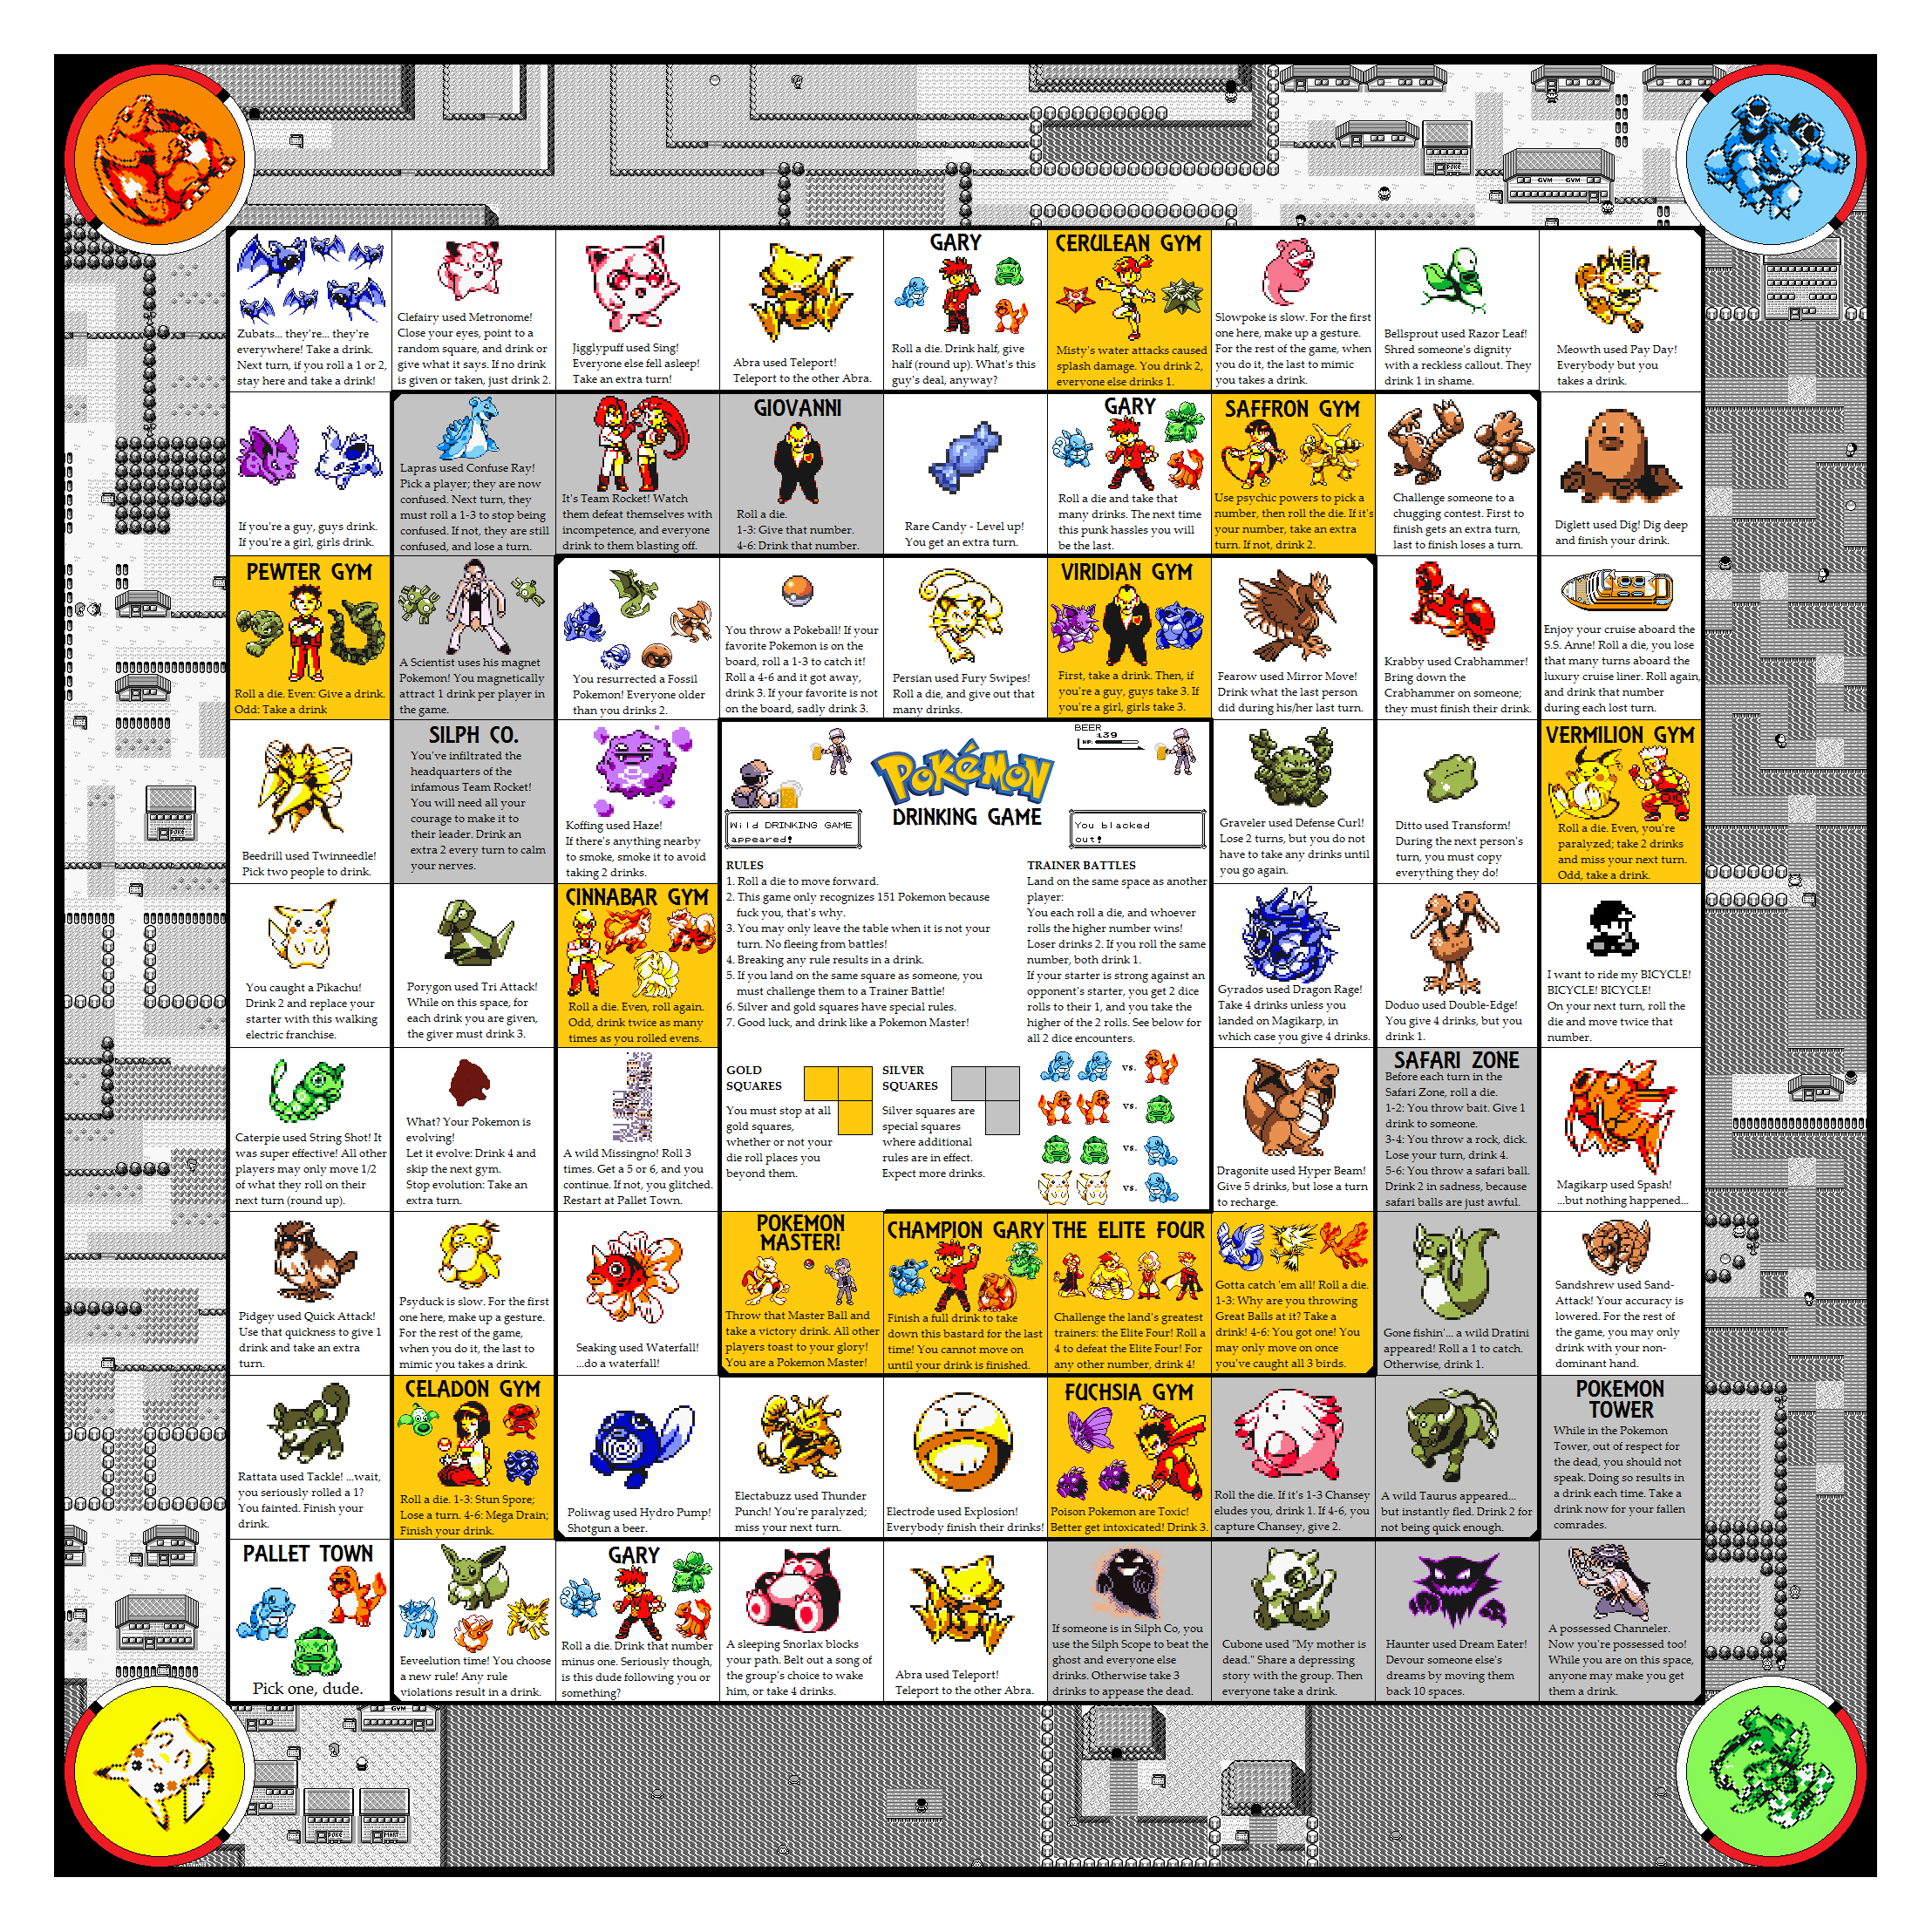 Zubats... they're... they're
everywhere! Take a drink.
Next turn, if you roll a 1 or 2,
stay here and take a drink!
Clefairy used Metronome!
Close your eyes, point to a
random square, and drink or
give what it says. If no drink
is given or taken, just drink 2.
Jigglypuff used Sing!
Everyone else fell asleep!
Take an extra turn!
Abra used Teleport!
Teleport to the other Abra.
GARY
Roll a die. Drink half, give
half (round up). What's this
guy's deal, anyway?
CERULEAN GYM
Misty's water attacks caused
splash damage. You drink 2,
everyone else drinks 1.
Slowpoke is slow. For the first
one here, make up a gesture.
For the rest of the game, when
you do it, the last to mimic
you takes a drink.
Bellsprout used Razor Leaf!
Shred someone's dignity
with a reckless callout. They
drink 1 in shame.
Meowth used Pay Day!
Everybody but you
takes a drink.
If you're a guy, guys drink.
If you're a girl, girls drink.
Lapras used Confuse Ray!
Pick a player; they are now
confused. Next turn, they
must roll a 1-3 to stop being
confused. If not, they are still
confused, and lose a turn.
It's Team Rocket! Watch
them defeat themselves with
incompetence, and everyone
drink to them blasting off.
GIOVANNI
Roll a die.
1-3: Give that number.
4-6: Drink that number.
Rare Candy - Level up!
You get an extra turn.
GARY
Roll a die and take that
many drinks. The next time
this punk hassles you will
be the last.
SAFFRON GYM
Use psychic powers to pick a
number, then roll the die. If it's
your number, take an extra
turn. If not, drink 2.
Challenge someone to a
chugging contest. First to
finish gets an extra turn,
last to finish loses a turn.
Diglett used Dig! Dig deep
and finish your drink.
PEWTER GYM
Roll a die. Even: Give a drink.
Odd: Take a drink
A Scientist uses his magnet
Pokemon! You magnetically
attract 1 drink per player in
the game.
You resurrected a Fossil
Pokemon! Everyone older
than you drinks 2.
You throw a Pokeball! If your
favorite Pokemon is on the
board, roll a 1-3 to catch it!
Roll a 4-6 and it got away,
drink 3. If your favorite is not
on the board, sadly drink 3.
Persian used Fury Swipes!
Roll a die, and give out that
many drinks.
VIRIDIAN GYM
First, take a drink. Then, if
you're a guy, guys take 3. If
you're a girl, girls take 3.
Fearow used Mirror Move!
Drink what the last person
did during his/her last turn.
Krabby used Crabhammer!
Bring down the
Crabhammer on someone;
they must finish their drink.
Enjoy your cruise aboard the
S.S. Anne! Roll a die, you lose
that many turns aboard the
luxury cruise liner. Roll again,
and drink that number
during each lost turn.
Beedrill used Twinneedle!
Pick two people to drink.
SILPH CO.
You've infiltrated the
headquarters of the
infamous Team Rocket!
You will need all your
courage to make it to
their leader. Drink an
extra 2 every turn to calm
your nerves.
Koffing used Haze!
If there's anything nearby
to smoke, smoke it to avoid
taking 2 drinks.
Wild DRINKING GAME
appeared!
POKéMON
DRINKING GAME
BEER
139
HP:
You blacked
out!
Graveler used Defense Curl!
Lose 2 turns, but you do not
have to take any drinks until
you go again.
Ditto used Transform!
During the next person's
turn, you must copy
everything they do!
VERMILION GYM
Roll a die. Even, you're
paralyzed; take 2 drinks
and miss your next turn.
Odd, take a drink.
RULES
1. Roll a die to move forward.
2. This game only recognizes 151 Pokemon because
fuck you, that's why.
3. You may only leave the table when it is not your
turn. No fleeing from battles!
4. Breaking any rule results in a drink.
5. If you land on the same square as someone, you
must challenge them to a Trainer Battle!
6. Silver and gold squares have special rules.
7. Good luck, and drink like a Pokemon Master!
TRAINER BATTLES
Land on the same space as another
player:
You each roll a die, and whoever
rolls the higher number wins!
Loser drinks 2. If you roll the same
number, both drink 1.
If your starter is strong against an
opponent's starter, you get 2 dice
rolls to their 1, and you take the
higher of the 2 rolls. See below for
all 2 dice encounters.
vs.
vs.
vs.
vs.
GOLD
SQUARES
You must stop at all
gold squares,
whether or not your
die roll places you
beyond them.
SILVER
SQUARES
Silver squares are
special squares
where additional
rules are in effect.
Expect more drinks.
You caught a Pikachu!
Drink 2 and replace your
starter with this walking
electric franchise.
Porygon used Tri Attack!
While on this space, for
each drink you are given,
the giver must drink 3.
CINNABAR GYM
Roll a die. Even, roll again.
Odd, drink twice as many
times as you rolled evens.
Gyrados used Dragon Rage!
Take 4 drinks unless you
landed on Magikarp, in
which case you give 4 drinks.
Doduo used Double-Edge!
You give 4 drinks, but you
drink 1.
I want to ride my BICYCLE!
BICYCLE! BICYCLE!
On your next turn, roll the
die and move twice that
number.
Caterpie used String Shot! It
was super effective! All other
players may only move 1/2
of what they roll on their
next turn (round up).
What? Your Pokemon is
evolving!
Let it evolve: Drink 4 and
skip the next gym.
Stop evolution: Take an
extra turn.
A wild Missingno! Roll 3
times. Get a 5 or 6, and you
continue. If not, you glitched.
Restart at Pallet Town.
Dragonite used Hyper Beam!
Give 5 drinks, but lose a turn
to recharge.
SAFARI ZONE
Before each turn in the
Safari Zone, roll a die.
1-2: You throw bait. Give 1
drink to someone.
3-4: You throw a rock, dick.
Lose your turn, drink 4.
5-6: You throw a safari ball.
Drink 2 in sadness, because
safari balls are just awful.
Magikarp used Spash!
...but nothing happened...
Pidgey used Quick Attack!
Use that quickness to give 1
drink and take an extra
turn.
Psyduck is slow. For the first
one here, make up a gesture.
For the rest of the game,
when you do it, the last to
mimic you takes a drink.
Seaking used Waterfall!
...do a waterfall!
POKEMON
MASTER!
Throw that Master Ball and
take a victory drink. All other
players toast to your glory!
You are a Pokemon Master!
CHAMPION GARY
Finish a full drink to take
down this bastard for the last
time! You cannot move on
until your drink is finished.
THE ELITE FOUR
Challenge the land's greatest
trainers: the Elite Four! Roll a
4 to defeat the Elite Four! For
any other number, drink 4!
Gotta catch 'em all! Roll a die.
1-3: Why are you throwing
Great Balls at it? Take a
drink! 4-6: You got one! You
may only move on once
you've caught all 3 birds.
Gone fishin'... a wild Dratini
appeared! Roll a 1 to catch.
Otherwise, drink 1.
Sandshrew used Sand-
Attack! Your accuracy is
lowered. For the rest of
the game, you may only
drink with your non-
dominant hand.
Rattata used Tackle! ...wait,
you seriously rolled a 1?
You fainted. Finish your
drink.
CELADON GYM
Roll a die. 1-3: Stun Spore;
Lose a turn. 4-6: Mega Drain;
Finish your drink.
Poliwag used Hydro Pump!
Shotgun a beer.
Electabuzz used Thunder
Punch! You're paralyzed;
miss your next turn.
Electrode used Explosion!
Everybody finish their drinks!
FUCHSIA GYM
Poison Pokemon are Toxic!
Better get intoxicated! Drink 3.
Roll the die. If it's 1-3 Chansey
eludes you, drink 1. If 4-6, you
capture Chansey, give 2.
A wild Taurus appeared...
but instantly fled. Drink 2 for
not being quick enough.
POKEMON
TOWER
While in the Pokemon
Tower, out of respect for
the dead, you should not
speak. Doing so results in
a drink each time. Take a
drink now for your fallen
comrades.
PALLET TOWN
Pick one, dude.
Eeveelution time! You choose
a new rule! Any rule
violations result in a drink.
GARY
Roll a die. Drink that number
minus one. Seriously though,
is this dude following you or
something?
A sleeping Snorlax blocks
your path. Belt out a song of
the group's choice to wake
him, or take 4 drinks.
Abra used Teleport!
Teleport to the other Abra.
If someone is in Silph Co, you
use the Silph Scope to beat the
ghost and everyone else
drinks. Otherwise take 3
drinks to appease the dead.
Cubone used "My mother is
dead." Share a depressing
story with the group. Then
everyone take a drink.
Haunter used Dream Eater!
Devour someone else's
dreams by moving them
back 10 spaces.
A possessed Channeler.
Now you're possessed too!
While you are on this space,
anyone may make you get
them a drink.
POKE
GYM GYM
POKE
GYM
POKE
MART